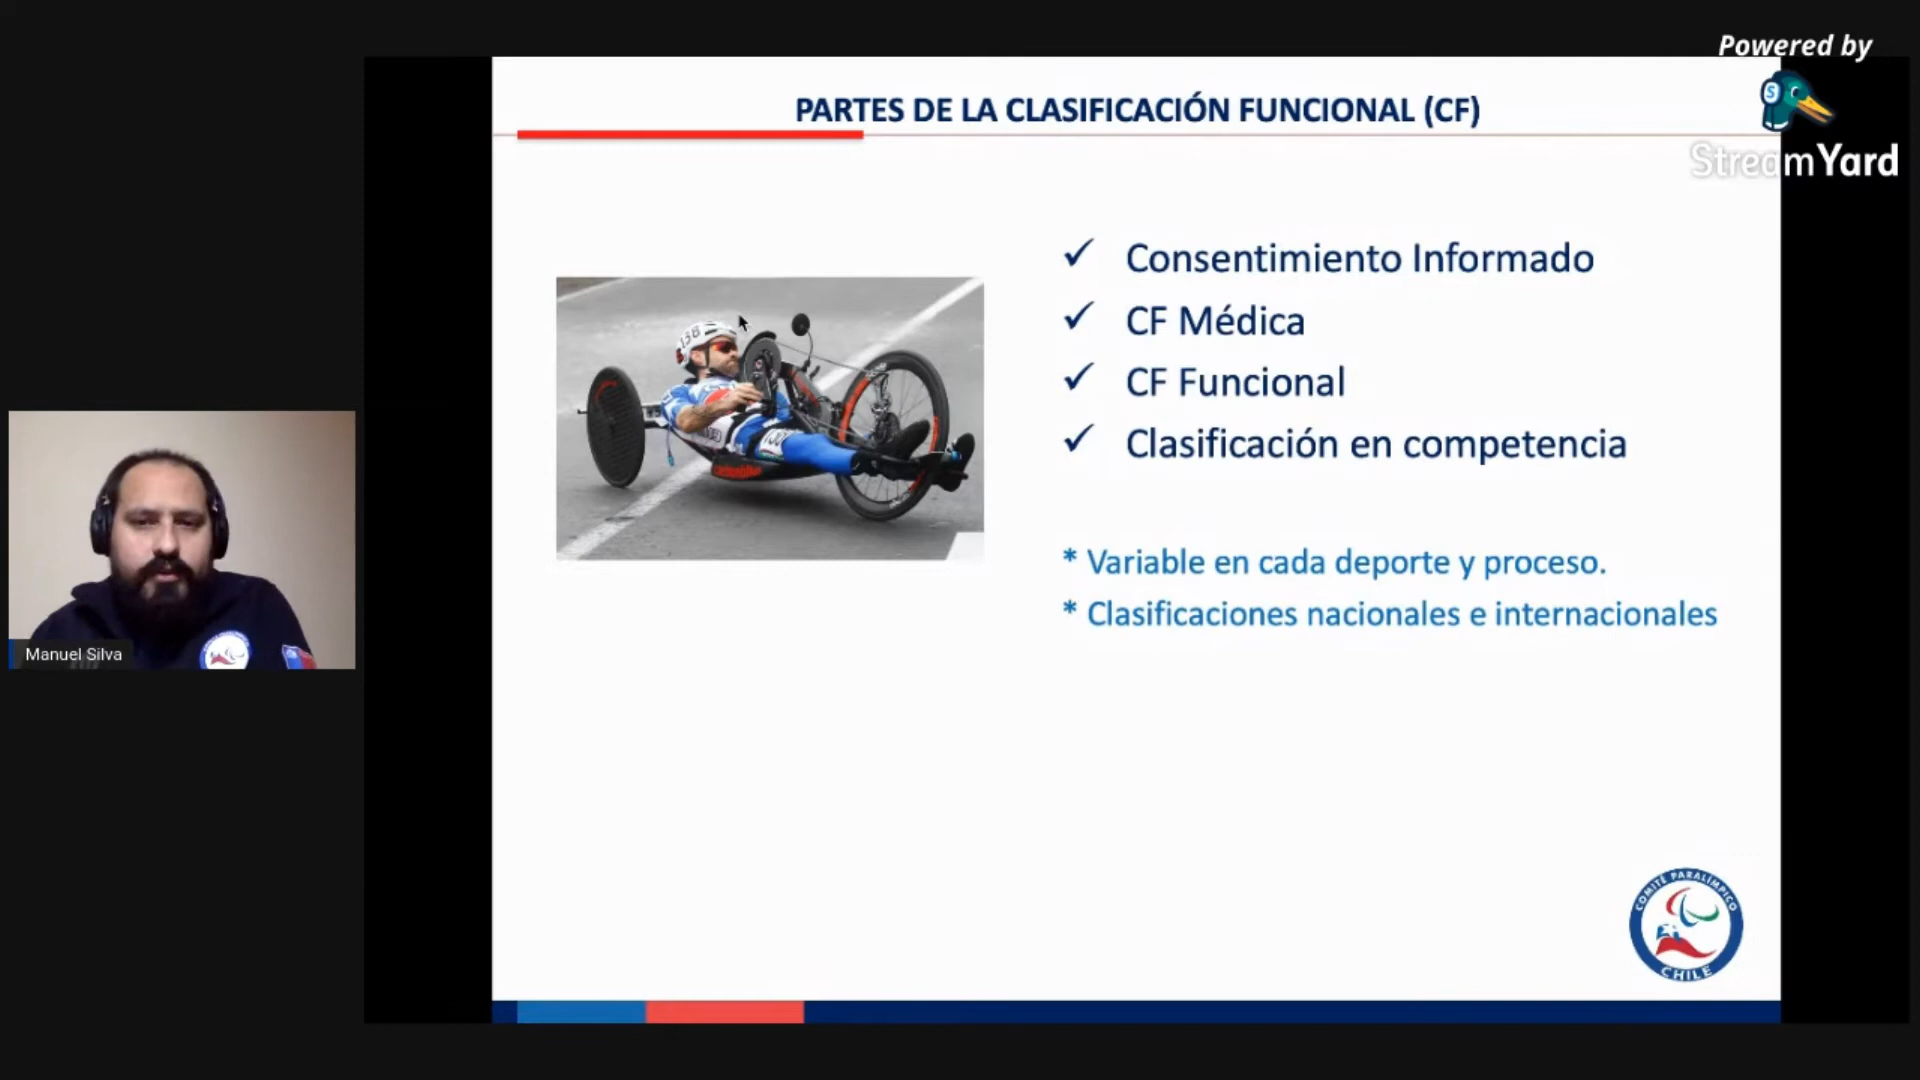 Powered by
StreamYard
PARTES DE LA CLASIFICACIÓN FUNCIONAL (CF)
✓ Consentimiento Informado
✓ CF Médica
✓ CF Funcional
✓ Clasificación en competencia
* Variable en cada deporte y proceso.
* Clasificaciones nacionales e internacionales
Manuel Silva
COMITÉ PARALÍMPICO
CHILE